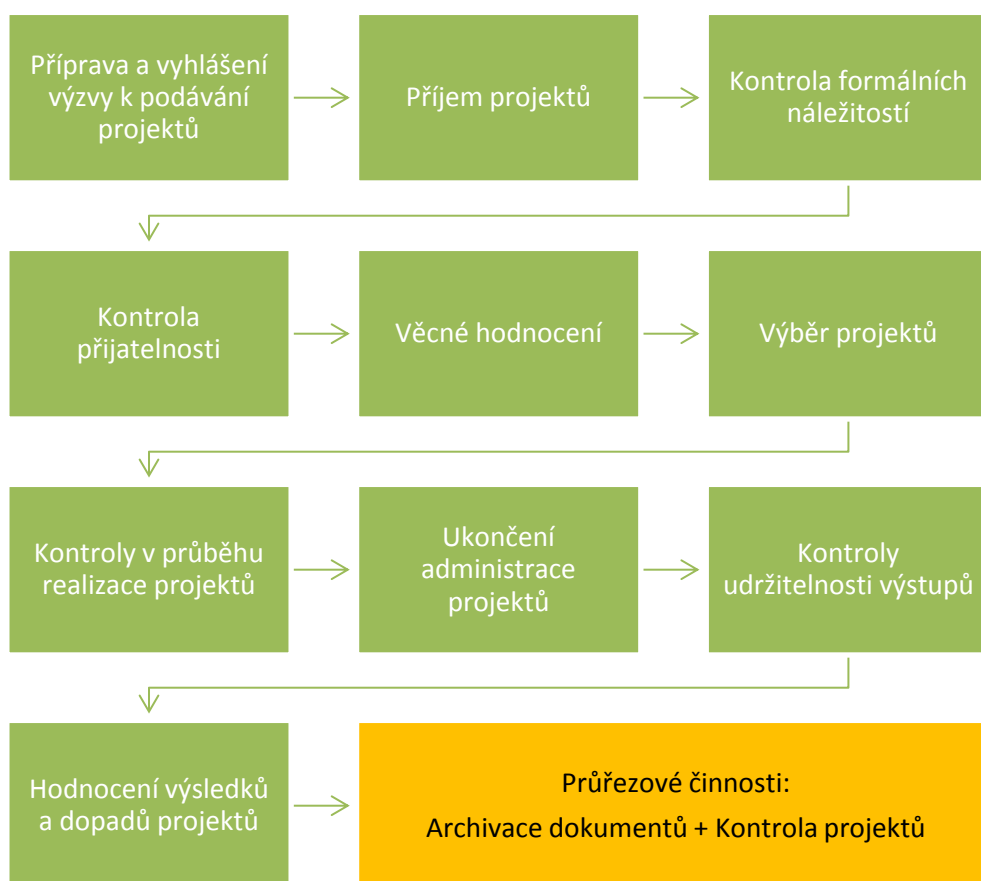 Příprava a vyhlášení
výzvy k podávání
projektů
Příjem projektů
Kontrola formálních
náležitostí
Kontrola
přijatelnosti
Věcné hodnocení
Výběr projektů
Kontroly v průběhu
realizace projektů
Ukončení
administrace
projektů
Kontroly
udržitelnosti výstupů
Hodnocení výsledků
a dopadů projektů
Průřezové činnosti:
Archivace dokumentů + Kontrola projektů